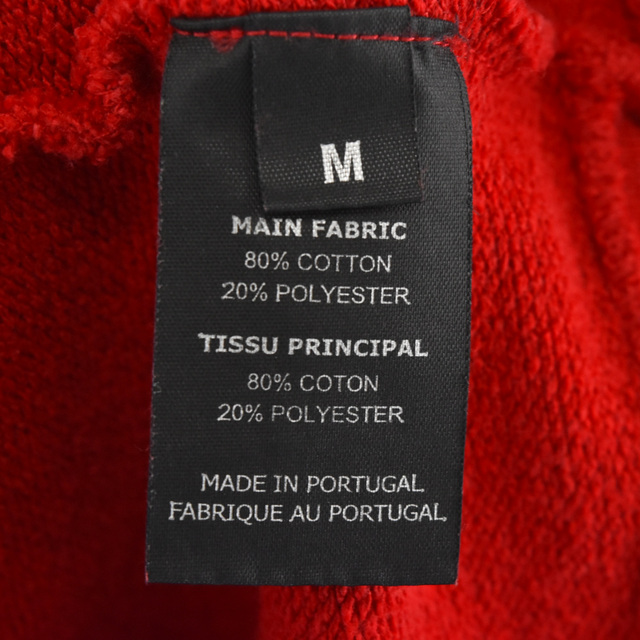 M
MAIN FABRIC
80% COTTON
20% POLYESTER
TISSU PRINCIPAL
80% COTON
20% POLYESTER
MADE IN PORTUGAL
FABRIQUE AU PORTUGAL